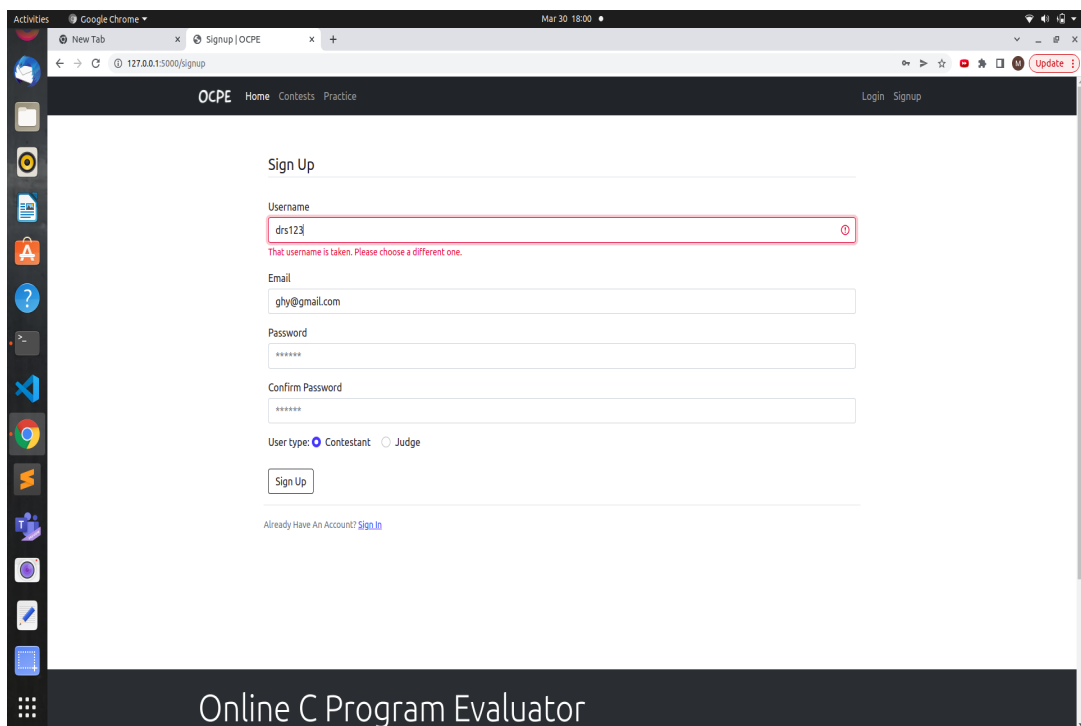 Activities Google Chrome Mar 30 18:00
New Tab Signup | OCPE
127.0.0.1:5000/signup Update
OCPE Home Contests Practice Login Signup
Sign Up
Username
drs123
That username is taken. Please choose a different one.
Email
ghy@gmail.com
Password
******
Confirm Password
******
User type: Contestant Judge
Sign Up
Already Have An Account? Sign In
Online C Program Evaluator